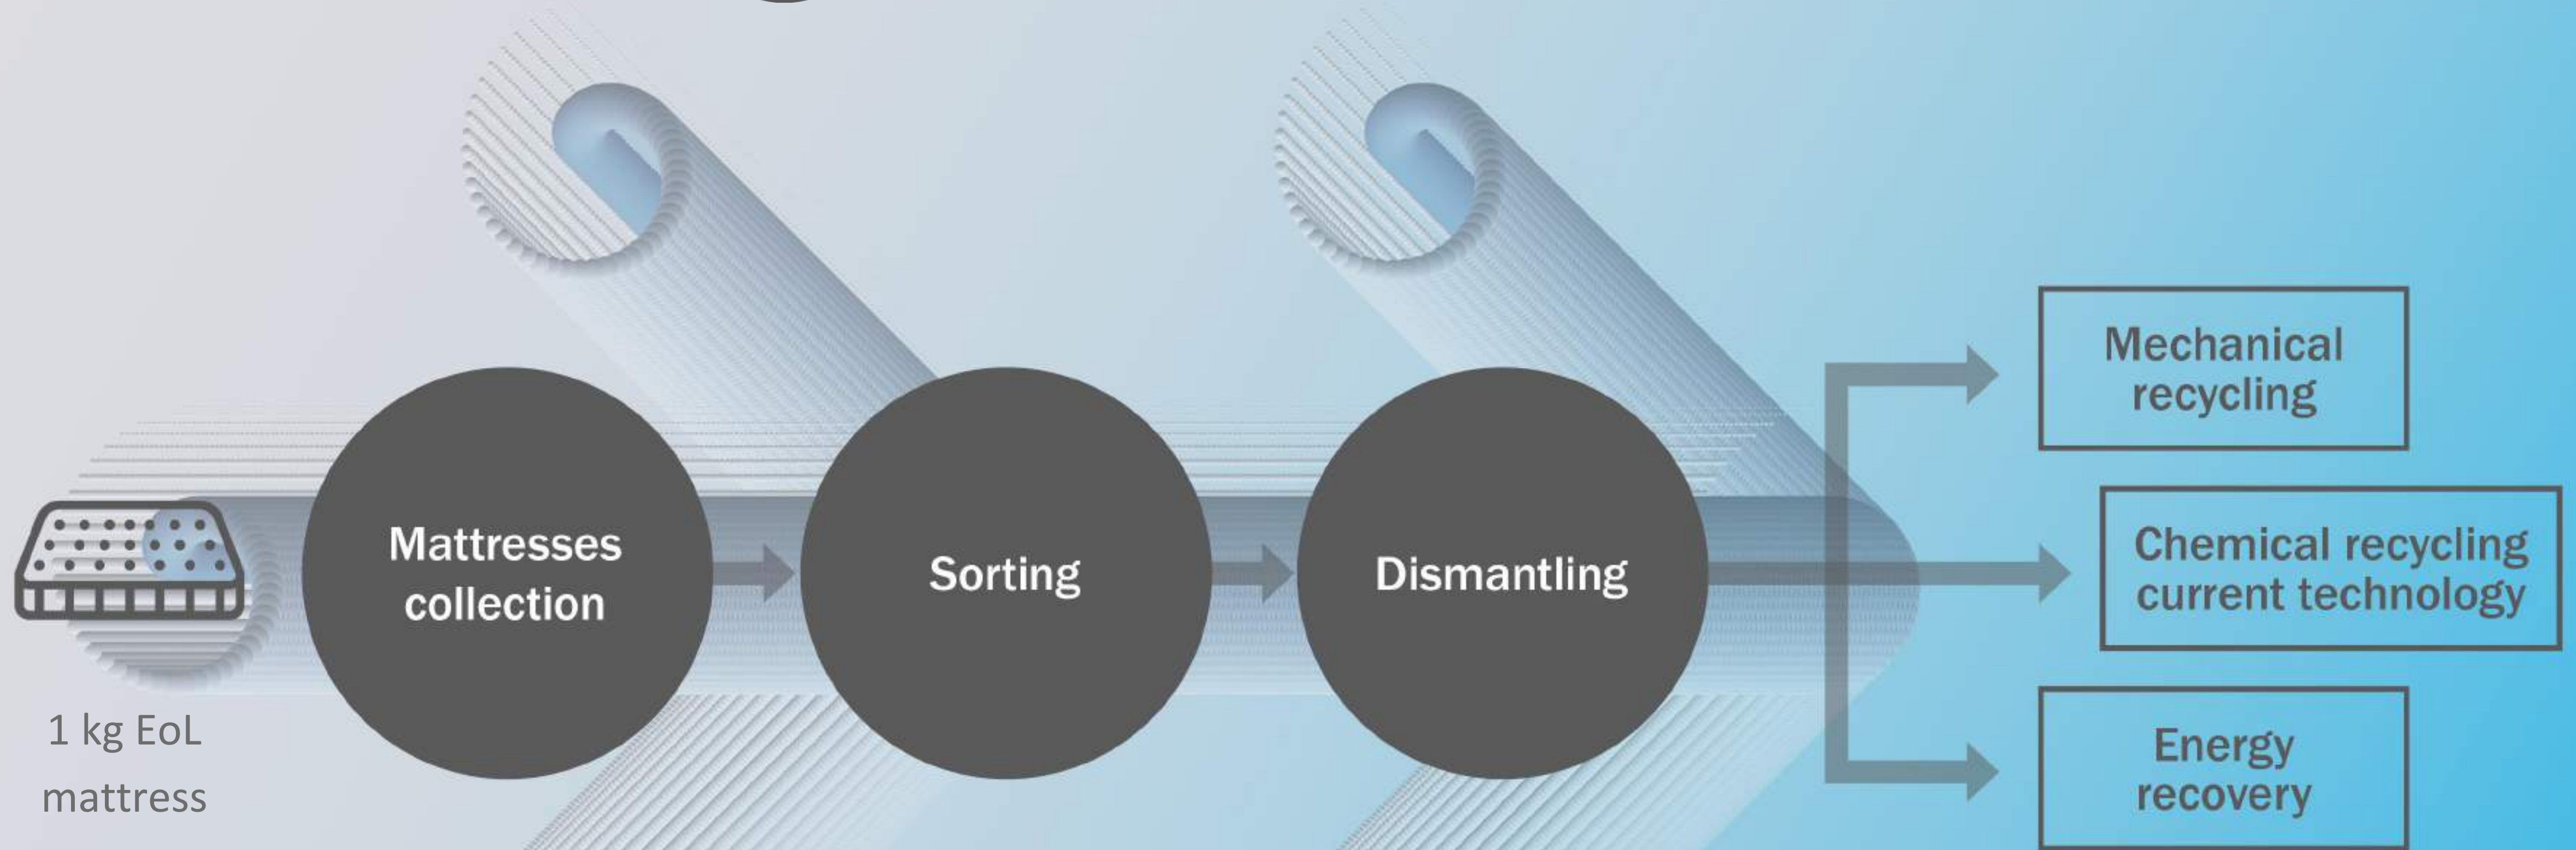 1 kg EoL
mattress
Mattresses
collection
Sorting
Dismantling
Mechanical
recycling
Chemical recycling
current technology
Energy
recovery